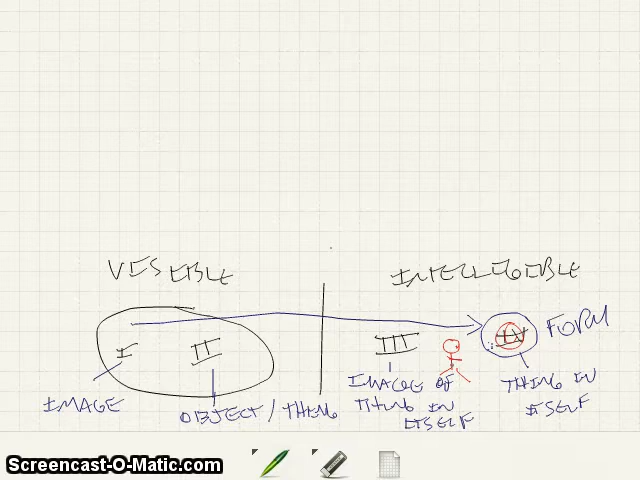 VISIBLE
INTELLIGIBLE
I
II
III
IV
FORM
IMAGE
OBJECT / THING
IMAGE OF
THING IN
ITSELF
THING IN
ITSELF
Screencast-O-Matic.com